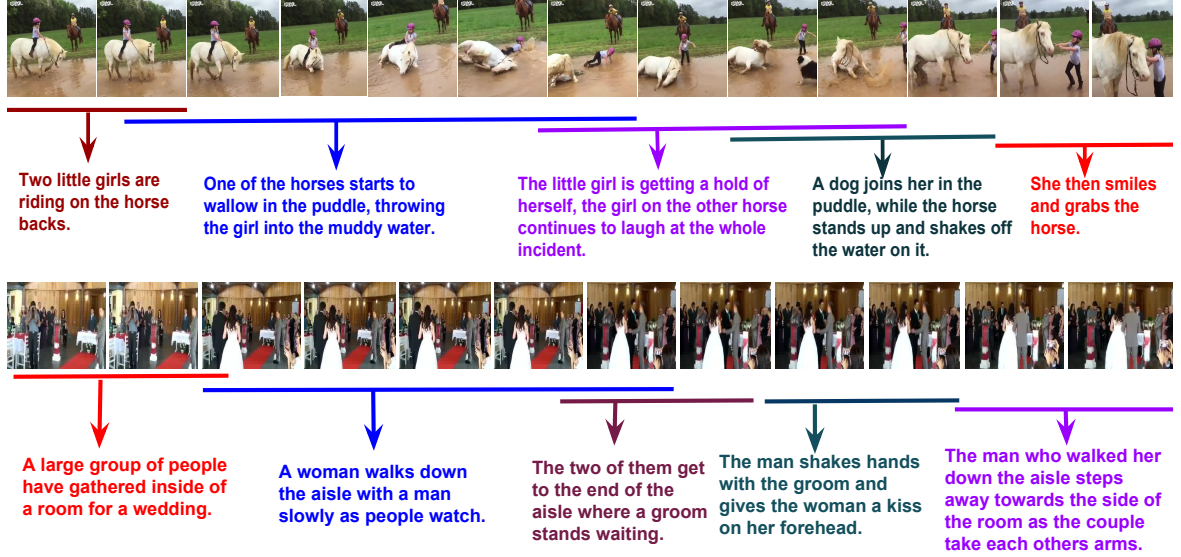 Two little girls are
riding on the horse
backs.
One of the horses starts to
wallow in the puddle, throwing
the girl into the muddy water.
The little girl is getting a hold of
herself, the girl on the other horse
continues to laugh at the whole
incident.
A dog joins her in the
puddle, while the horse
stands up and shakes off
the water on it.
She then smiles
and grabs the
horse.
A large group of people
have gathered inside of
a room for a wedding.
A woman walks down
the aisle with a man
slowly as people watch.
The two of them get
to the end of the
aisle where a groom
stands waiting.
The man shakes hands
with the groom and
gives the woman a kiss
on her forehead.
The man who walked her
down the aisle steps
away towards the side of
the room as the couple
take each others arms.